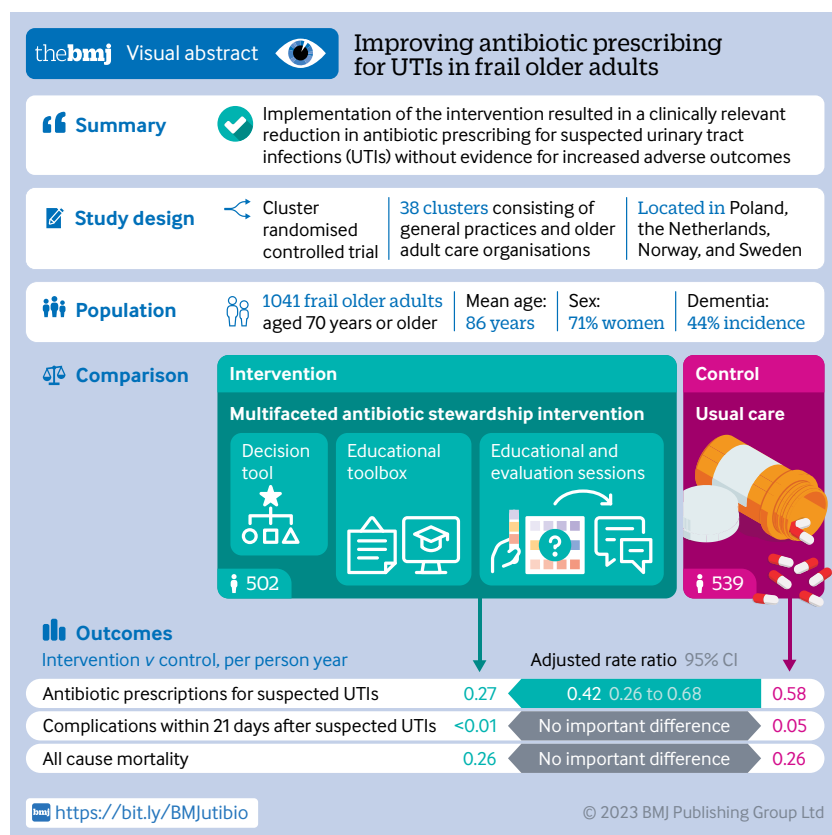 thebmj Visual abstract
Improving antibiotic prescribing
for UTIs in frail older adults
Summary
Implementation of the intervention resulted in a clinically relevant
reduction in antibiotic prescribing for suspected urinary tract
infections (UTIs) without evidence for increased adverse outcomes
Study design
Cluster
randomised
controlled trial
38 clusters consisting of
general practices and older
adult care organisations
Located in Poland,
the Netherlands,
Norway, and Sweden
Population
1041 frail older adults
aged 70 years or older
Mean age:
86 years
Sex:
71% women
Dementia:
44% incidence
Comparison
Intervention
Multifaceted antibiotic stewardship intervention
Decision
tool
Educational
toolbox
Educational and
evaluation sessions
?
502
Control
Usual care
539
Outcomes
Intervention v control, per person year
Adjusted rate ratio 95% CI
Antibiotic prescriptions for suspected UTIs 0.27 0.42 0.26 to 0.68 0.58
Complications within 21 days after suspected UTIs <0.01 No important difference 0.05
All cause mortality 0.26 No important difference 0.26
bmj https://bit.ly/BMJutibio
© 2023 BMJ Publishing Group Ltd